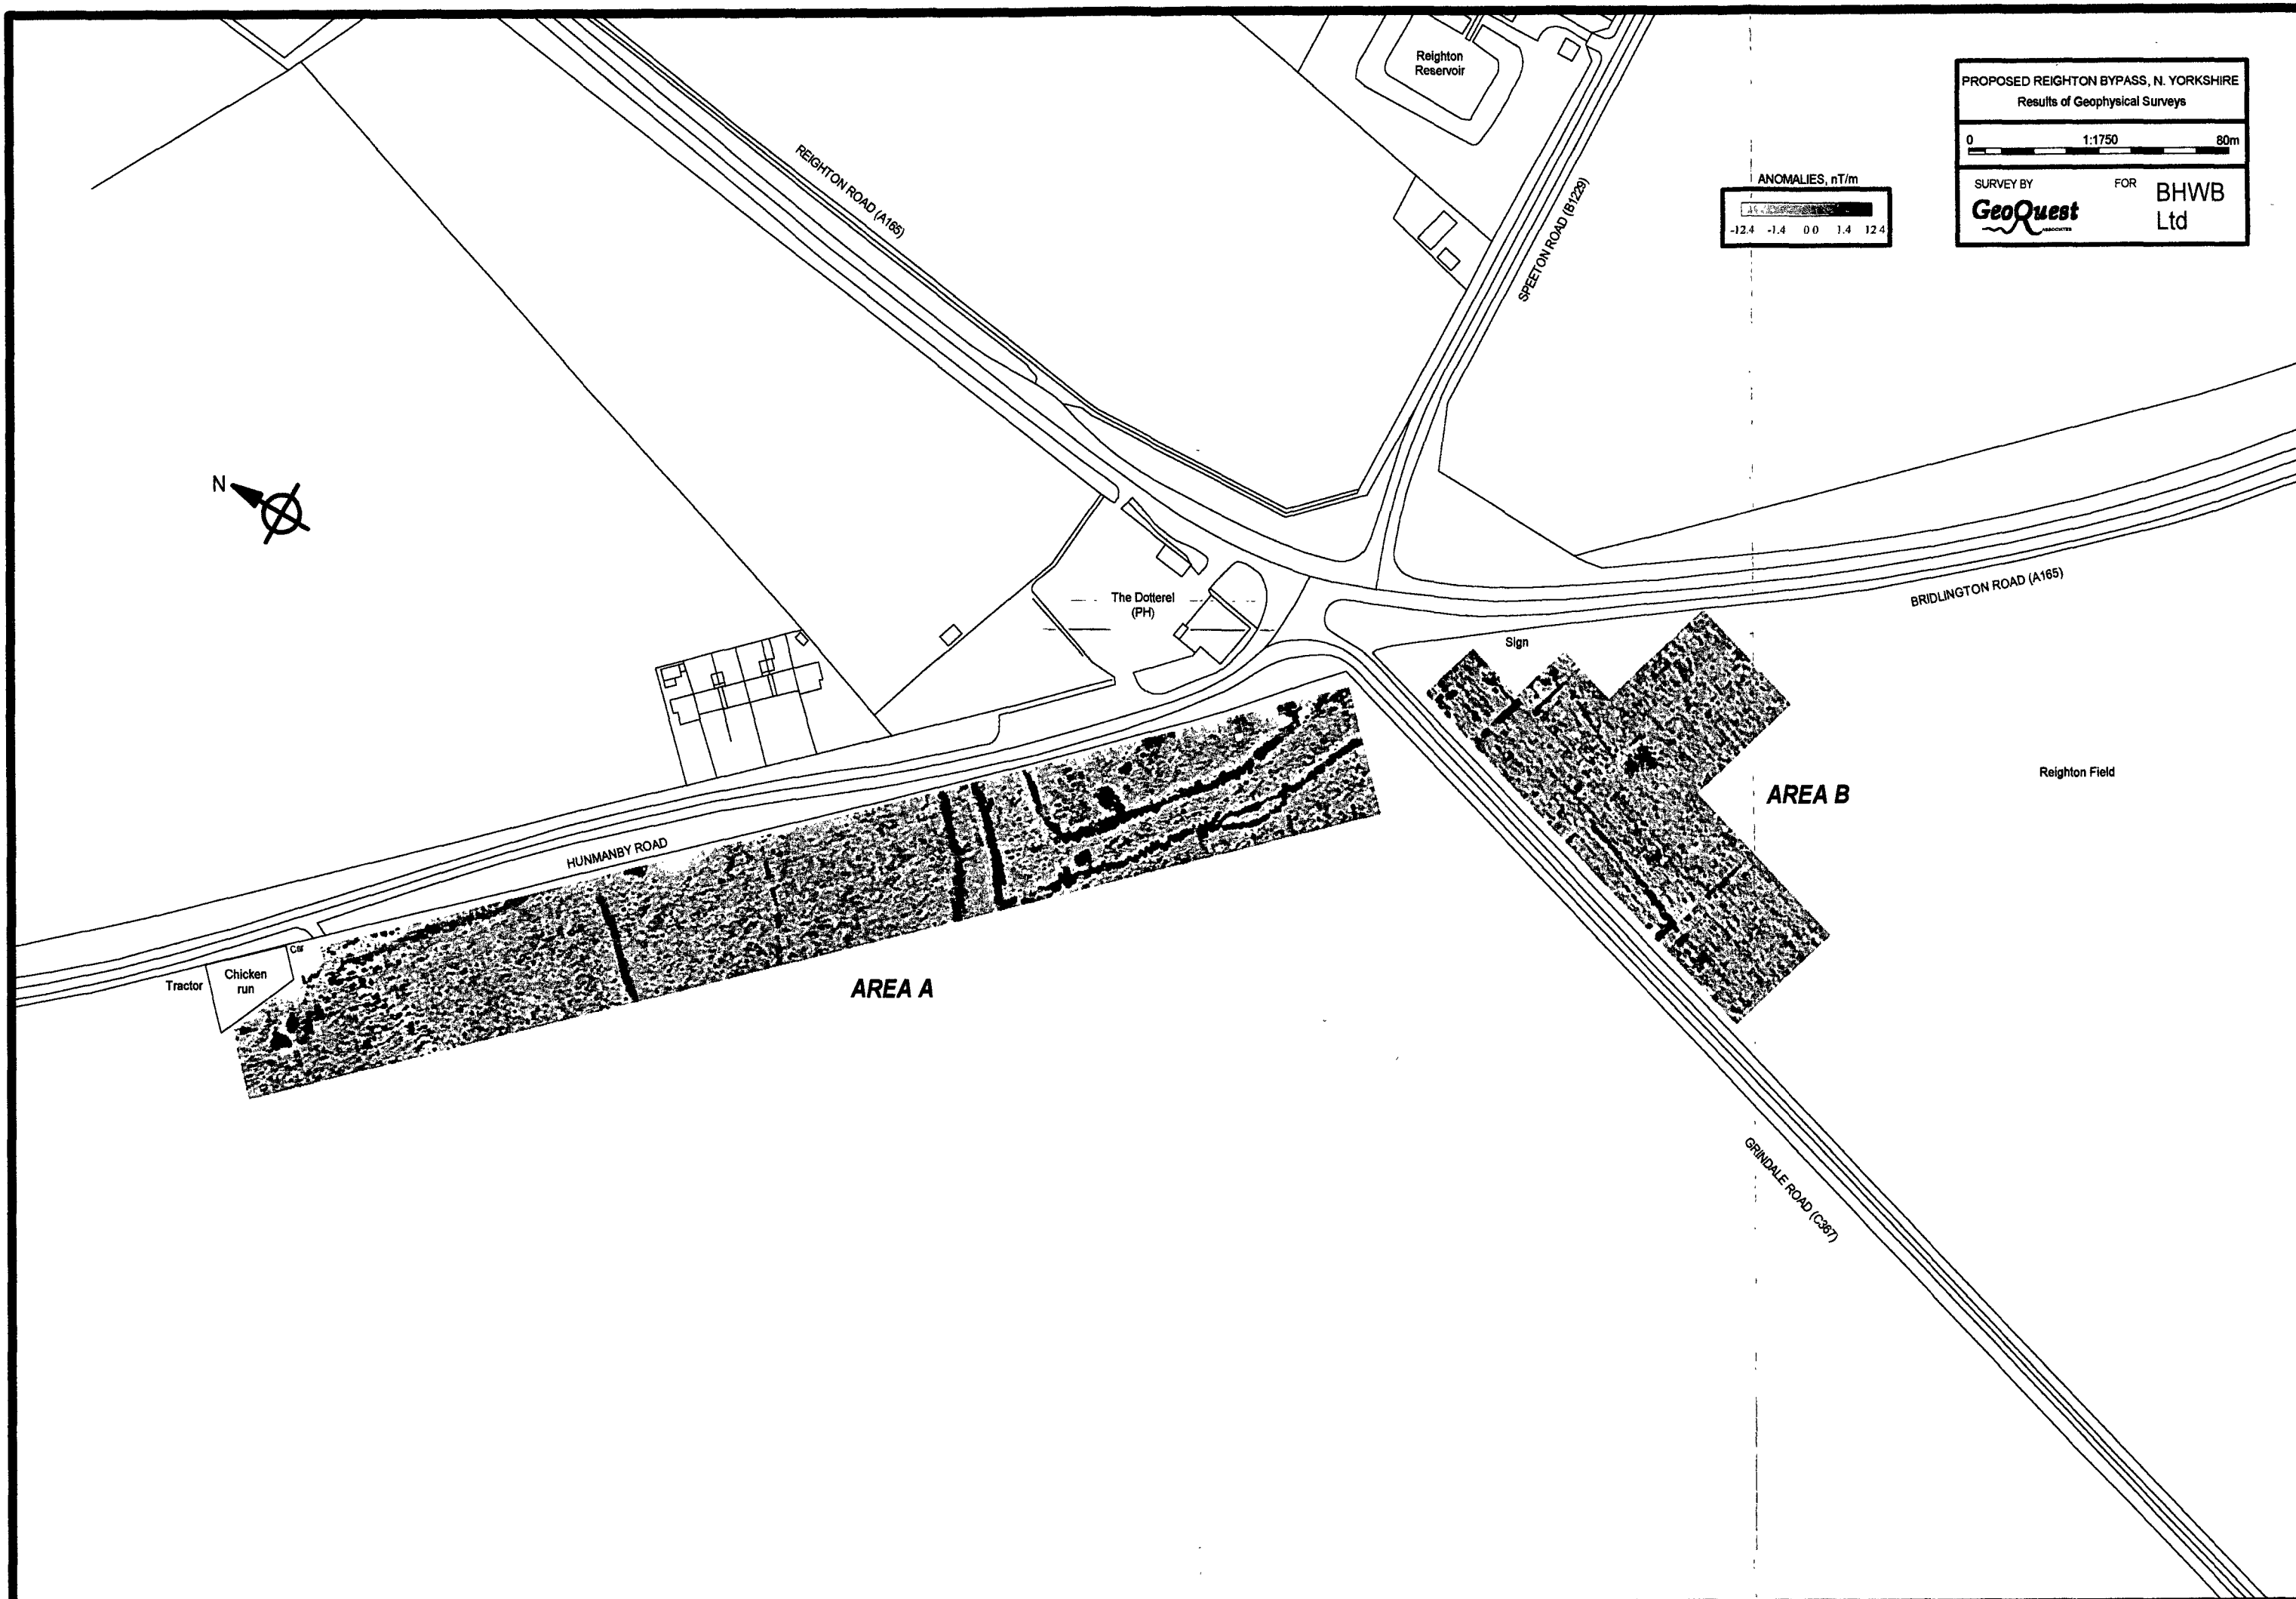 Reighton
Reservoir
PROPOSED REIGHTON BYPASS, N. YORKSHIRE
Results of Geophysical Surveys
0 1:1750 80m
SURVEY BY FOR BHWB
GeoQuest Ltd
ASSOCIATES
ANOMALIES, nT/m
-12.4 -1.4 0 0 1.4 12 4
REIGHTON ROAD (A165)
SPEETON ROAD (B1229)
N
The Dotterel
(PH)
BRIDLINGTON ROAD (A165)
Sign
Reighton Field
AREA B
HUNMANBY ROAD
Car
Chicken
run
Tractor
AREA A
GRINDALE ROAD (C367)